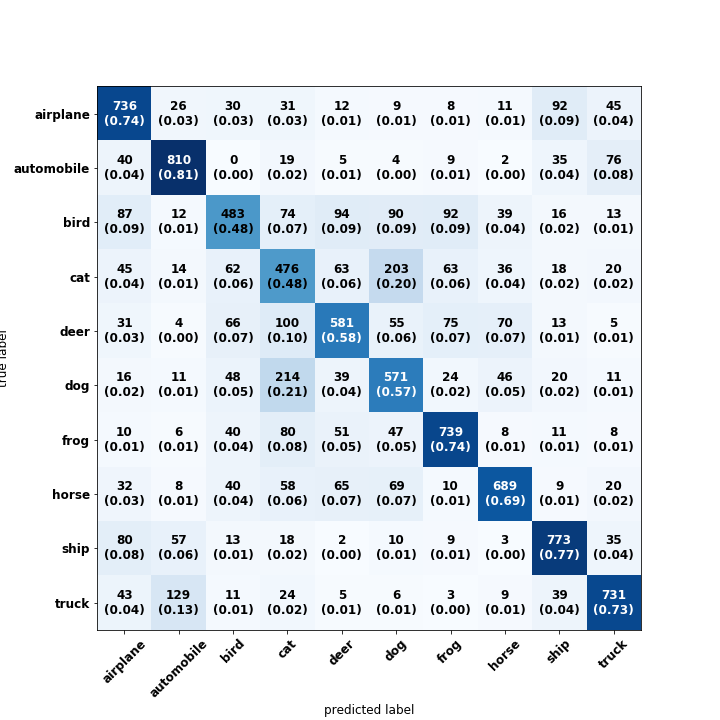 airplane 736 26 30 31 12 9 8 11 92 45
(0.74) (0.03) (0.03) (0.03) (0.01) (0.01) (0.01) (0.01) (0.09) (0.04)
automobile 40 810 0 19 5 4 9 2 35 76
(0.04) (0.81) (0.00) (0.02) (0.01) (0.00) (0.01) (0.00) (0.04) (0.08)
bird 87 12 483 74 94 90 92 39 16 13
(0.09) (0.01) (0.48) (0.07) (0.09) (0.09) (0.09) (0.04) (0.02) (0.01)
cat 45 14 62 476 63 203 63 36 18 20
(0.04) (0.01) (0.06) (0.48) (0.06) (0.20) (0.06) (0.04) (0.02) (0.02)
deer 31 4 66 100 581 55 75 70 13 5
(0.03) (0.00) (0.07) (0.10) (0.58) (0.06) (0.07) (0.07) (0.01) (0.01)
true label
dog 16 11 48 214 39 571 24 46 20 11
(0.02) (0.01) (0.05) (0.21) (0.04) (0.57) (0.02) (0.05) (0.02) (0.01)
frog 10 6 40 80 51 47 739 8 11 8
(0.01) (0.01) (0.04) (0.08) (0.05) (0.05) (0.74) (0.01) (0.01) (0.01)
horse 32 8 40 58 65 69 10 689 9 20
(0.03) (0.01) (0.04) (0.06) (0.07) (0.07) (0.01) (0.69) (0.01) (0.02)
ship 80 57 13 18 2 10 9 3 773 35
(0.08) (0.06) (0.01) (0.02) (0.00) (0.01) (0.01) (0.00) (0.77) (0.04)
truck 43 129 11 24 5 6 3 9 39 731
(0.04) (0.13) (0.01) (0.02) (0.01) (0.01) (0.00) (0.01) (0.04) (0.73)
airplane automobile bird cat deer dog frog horse ship truck
predicted label